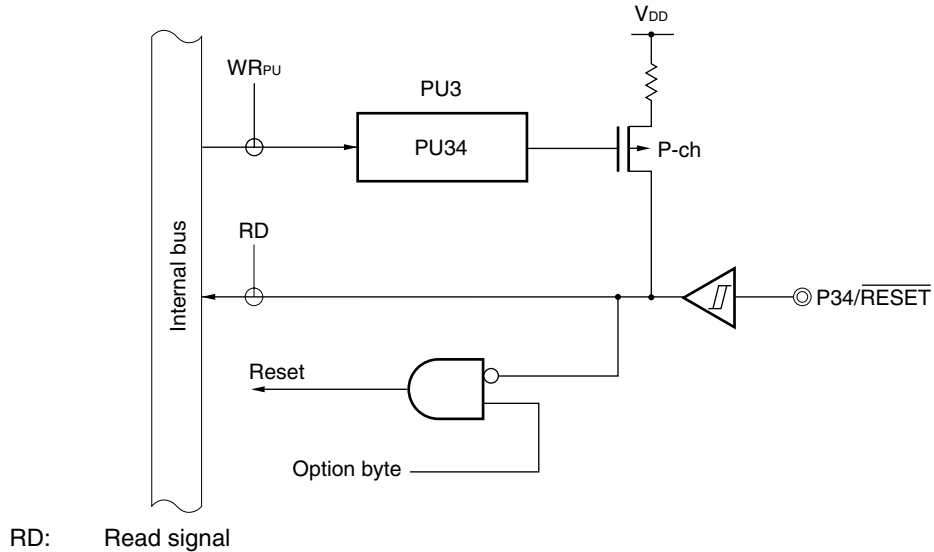 VDD
WRPU
PU3
PU34
P-ch
RD
Internal bus
P34/RESET
Reset
Option byte
RD: Read signal